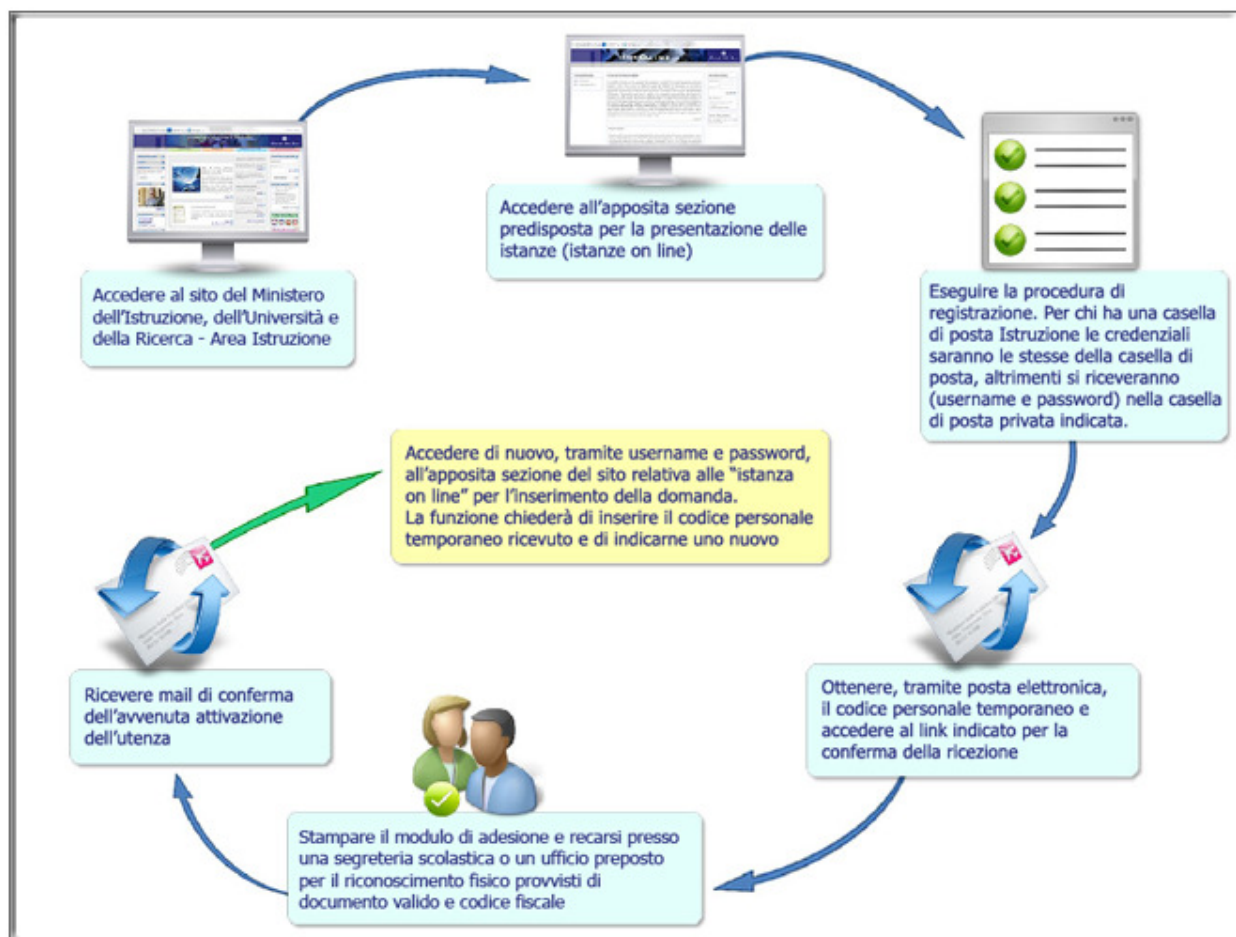 Accedere al sito del Ministero
dell'Istruzione, dell'Università e
della Ricerca - Area Istruzione
Accedere all'apposita sezione
predisposta per la presentazione delle
istanze (istanze on line)
Eseguire la procedura di
registrazione. Per chi ha una casella
di posta Istruzione le credenziali
saranno le stesse della casella di
posta, altrimenti si riceveranno
(username e password) nella casella
di posta privata indicata.
Ottenere, tramite posta elettronica,
il codice personale temporaneo e
accedere al link indicato per la
conferma della ricezione
Stampare il modulo di adesione e recarsi presso
una segreteria scolastica o un ufficio preposto
per il riconoscimento fisico provvisti di
documento valido e codice fiscale
Ricevere mail di conferma
dell'avvenuta attivazione
dell'utenza
Accedere di nuovo, tramite username e password,
all'apposita sezione del sito relativa alle “istanza
on line” per l'inserimento della domanda.
La funzione chiederà di inserire il codice personale
temporaneo ricevuto e di indicarne uno nuovo